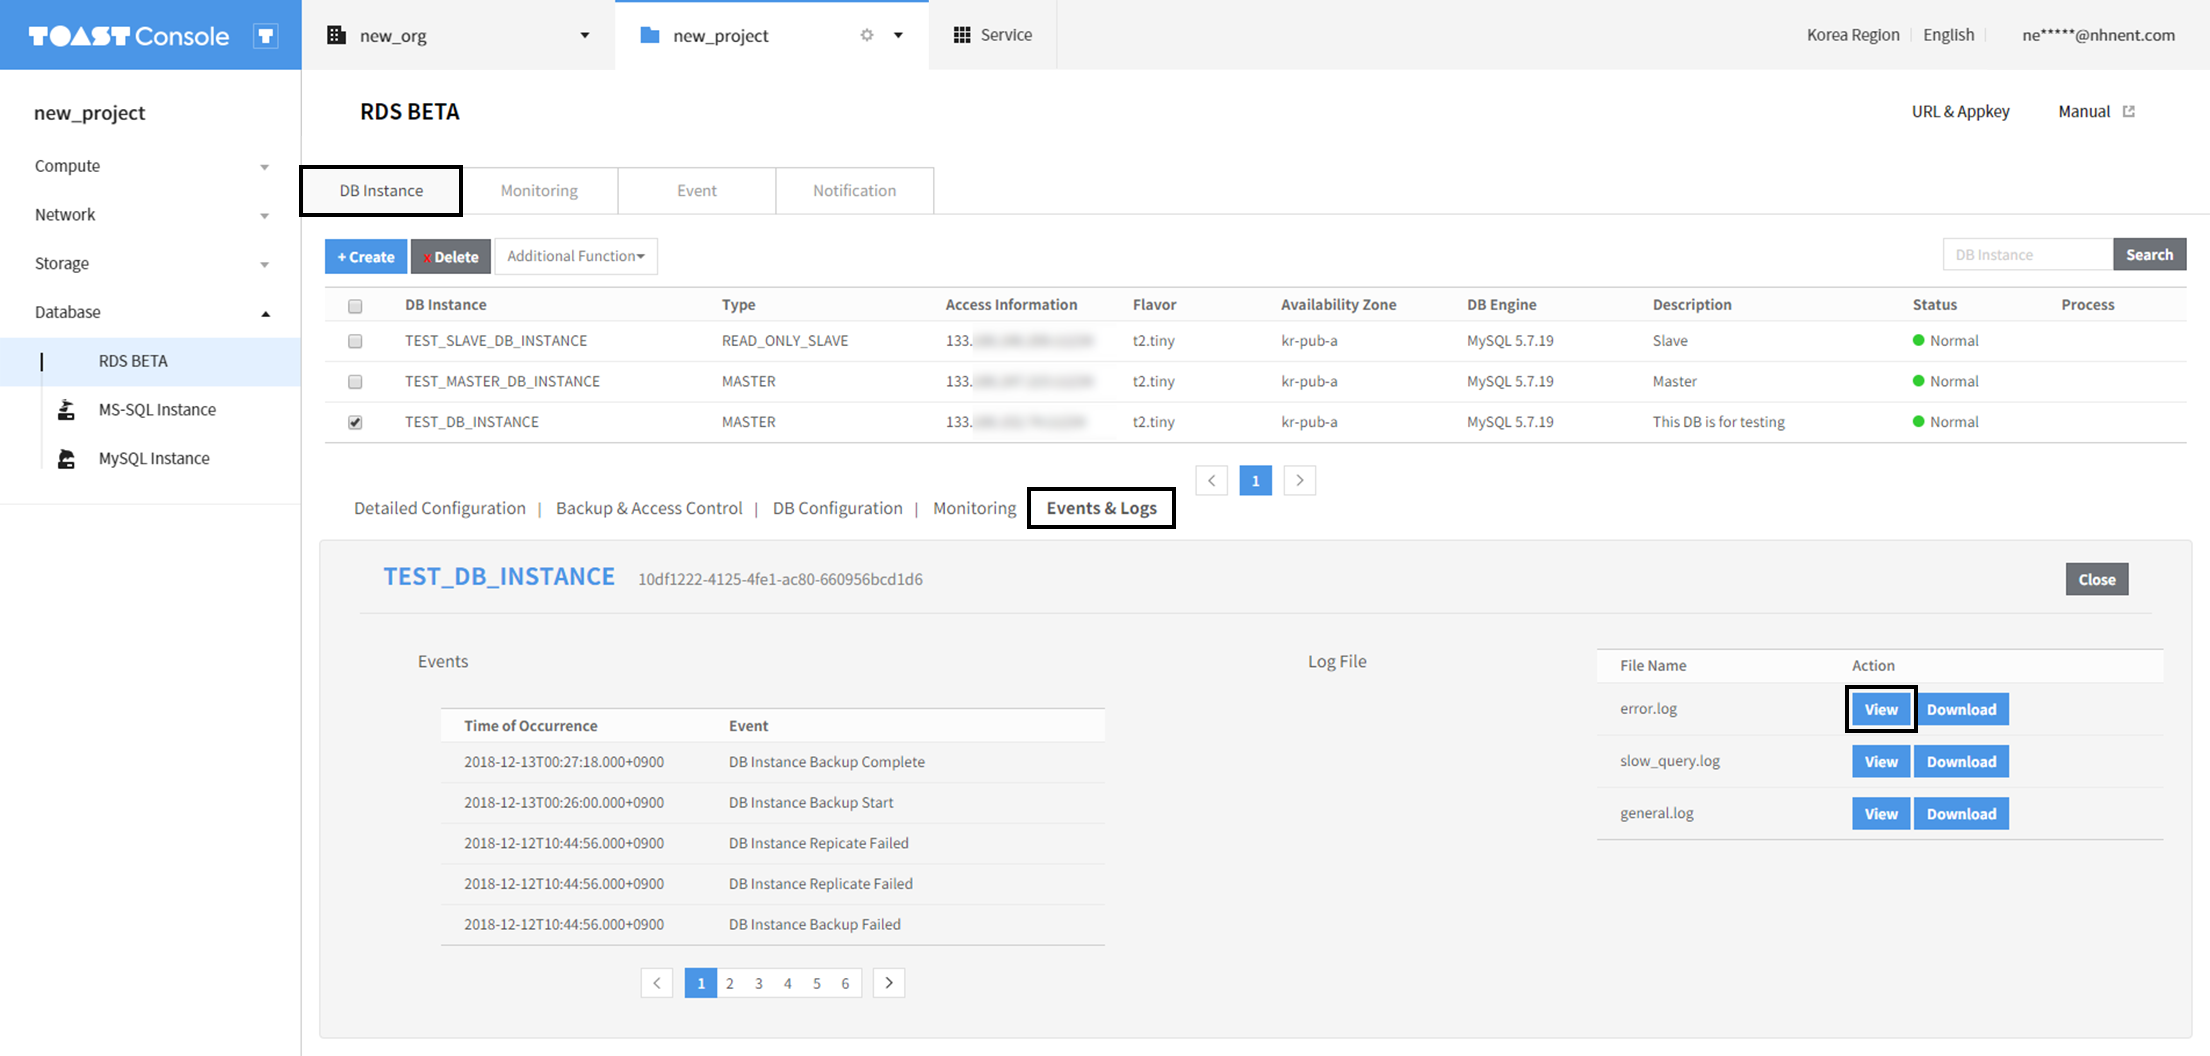 TOAST Console
new_org
new_project
Service
Korea Region
English
ne*****@nhnent.com
new_project
Compute
Network
Storage
Database
RDS BETA
MS-SQL Instance
MySQL Instance
RDS BETA
URL & Appkey
Manual
DB Instance
Monitoring
Event
Notification
+ Create
x Delete
Additional Function
DB Instance
Search
DB Instance Type Access Information Flavor Availability Zone DB Engine Description Status Process
TEST_SLAVE_DB_INSTANCE READ_ONLY_SLAVE 133. t2.tiny kr-pub-a MySQL 5.7.19 Slave Normal
TEST_MASTER_DB_INSTANCE MASTER 133. t2.tiny kr-pub-a MySQL 5.7.19 Master Normal
TEST_DB_INSTANCE MASTER 133. t2.tiny kr-pub-a MySQL 5.7.19 This DB is for testing Normal
< 1 >
Detailed Configuration | Backup & Access Control | DB Configuration | Monitoring Events & Logs
TEST_DB_INSTANCE 10df1222-4125-4fe1-ac80-660956bcd1d6
Close
Events
Time of Occurrence Event
2018-12-13T00:27:18.000+0900 DB Instance Backup Complete
2018-12-13T00:26:00.000+0900 DB Instance Backup Start
2018-12-12T10:44:56.000+0900 DB Instance Repicate Failed
2018-12-12T10:44:56.000+0900 DB Instance Replicate Failed
2018-12-12T10:44:56.000+0900 DB Instance Backup Failed
< 1 2 3 4 5 6 >
Log File
File Name Action
error.log View Download
slow_query.log View Download
general.log View Download